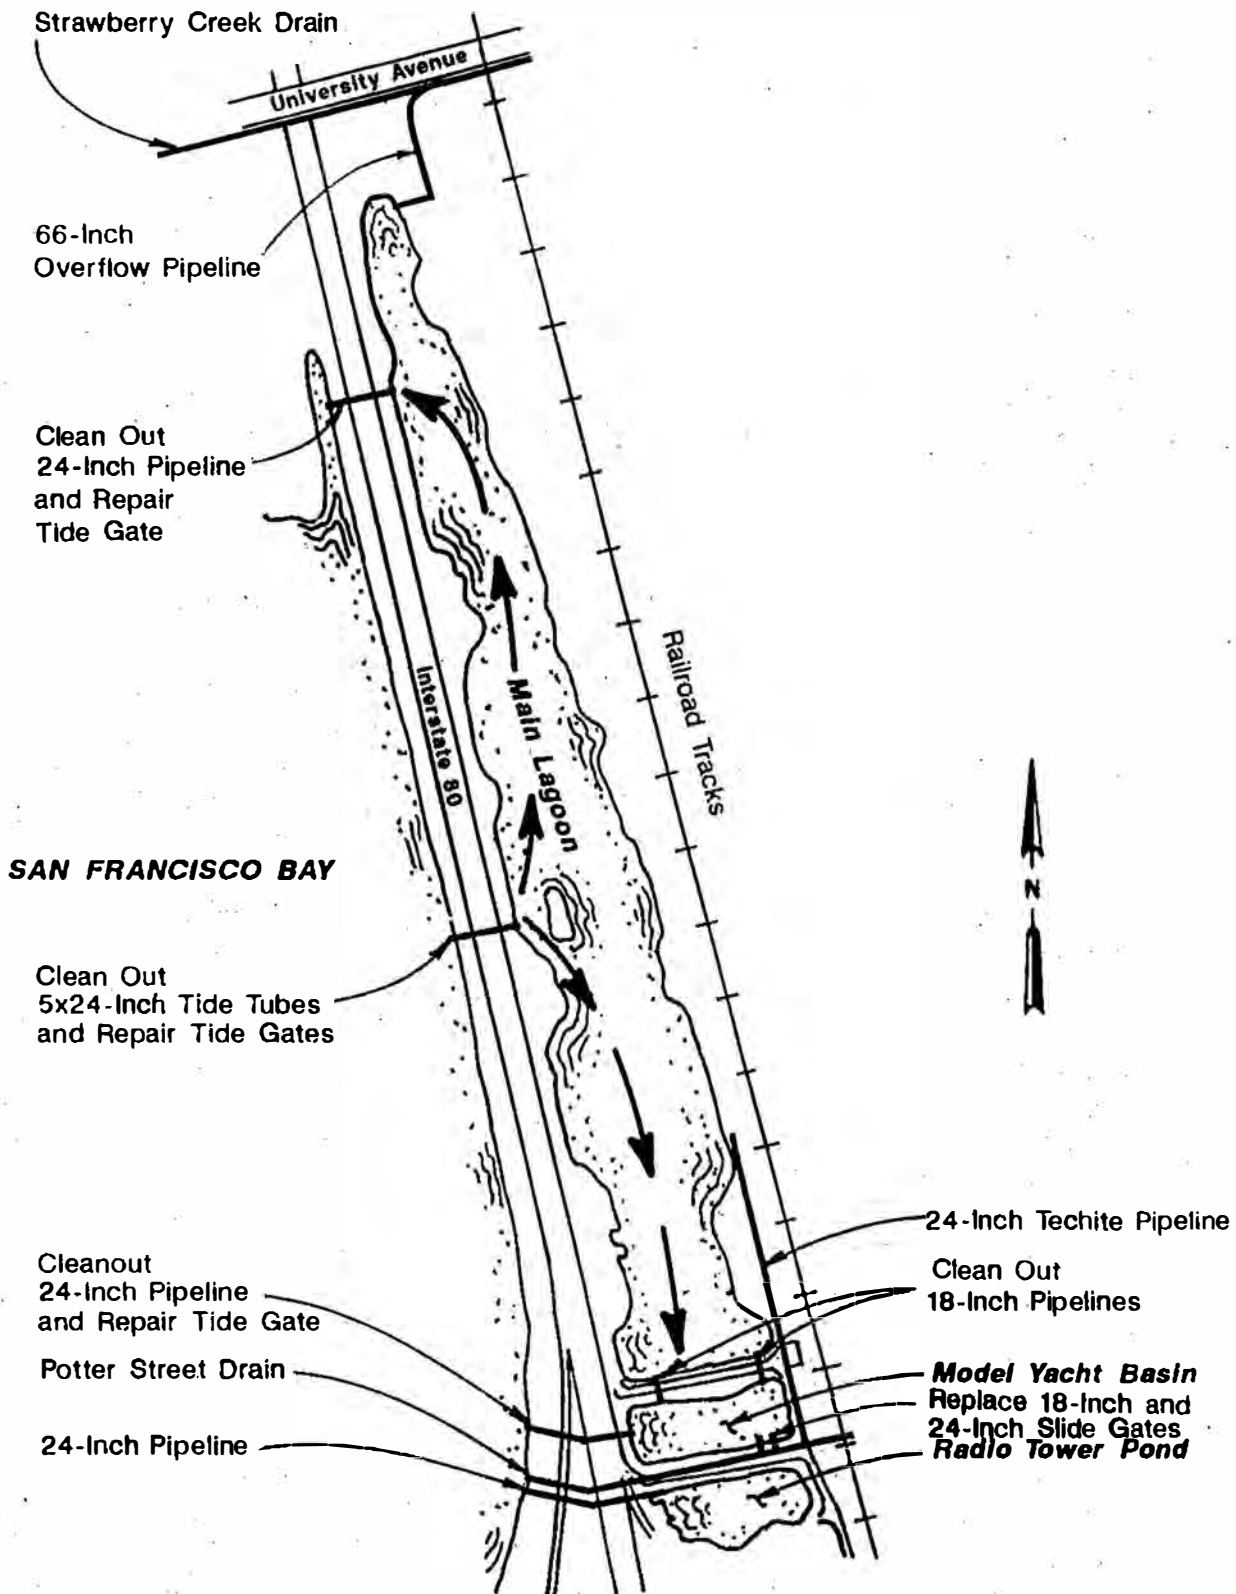 Strawberry Creek Drain
University Avenue
66-Inch
Overflow Pipeline
Clean Out
24-Inch Pipeline
and Repair
Tide Gate
Interstate 80
Main Lagoon
Railroad Tracks
SAN FRANCISCO BAY
N
Clean Out
5x24-Inch Tide Tubes
and Repair Tide Gates
24-Inch Techite Pipeline
Clean Out
18-Inch Pipelines
Cleanout
24-Inch Pipeline
and Repair Tide Gate
Potter Street Drain
24-Inch Pipeline
Model Yacht Basin
Replace 18-Inch and
24-Inch Slide Gates
Radio Tower Pond